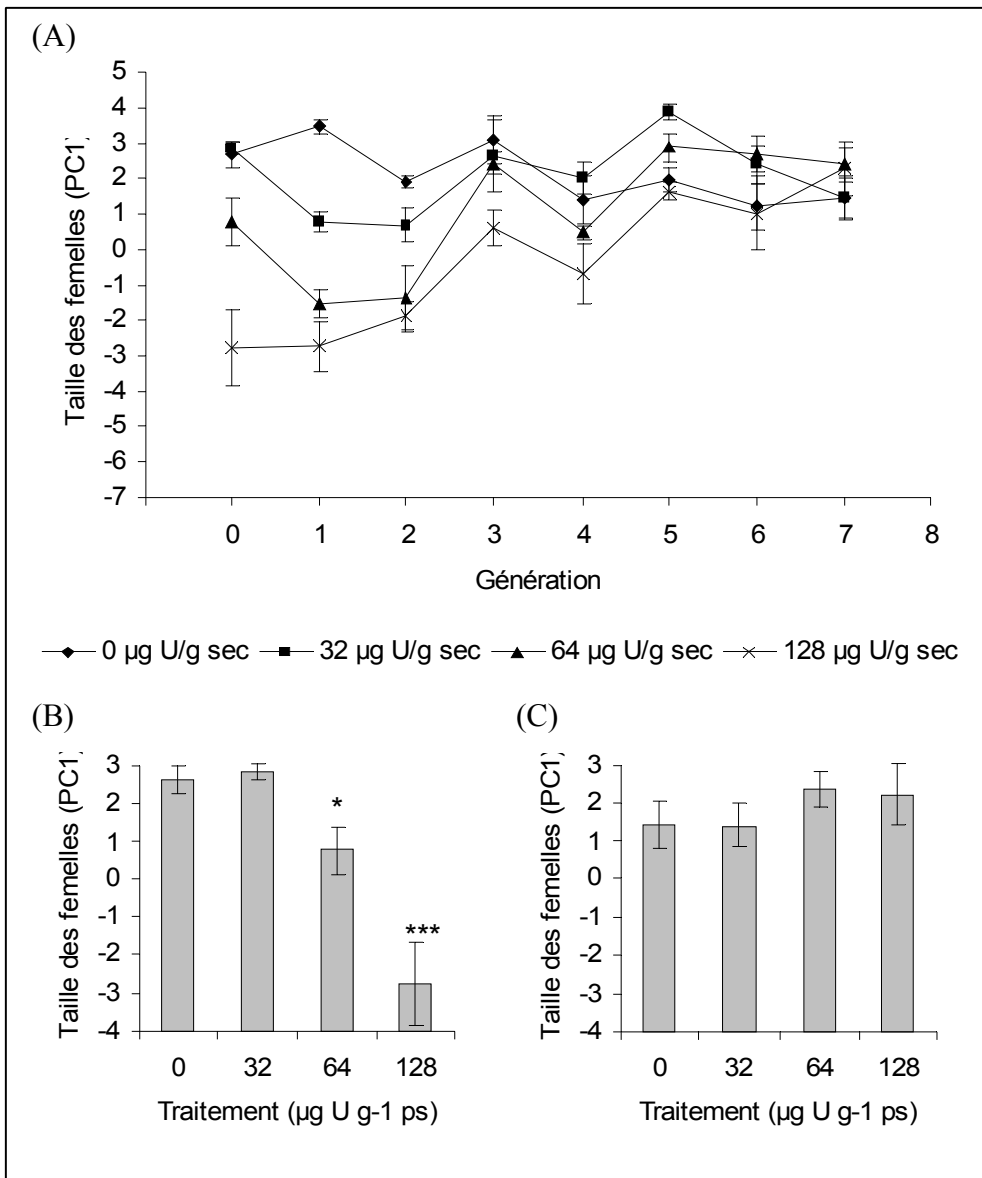 (A)
Taille des femelles (PC1)
5
4
3
2
1
0
-1
-2
-3
-4
-5
-6
-7
0 1 2 3 4 5 6 7 8
Génération
0 µg U/g sec 32 µg U/g sec 64 µg U/g sec 128 µg U/g sec
(B)
Taille des femelles (PC1)
3
2
1
0
-1
-2
-3
-4
*
***
0 32 64 128
Traitement (µg U g-1 ps)
(C)
Taille des femelles (PC1)
3
2
1
0
-1
-2
-3
-4
0 32 64 128
Traitement (µg U g-1 ps)